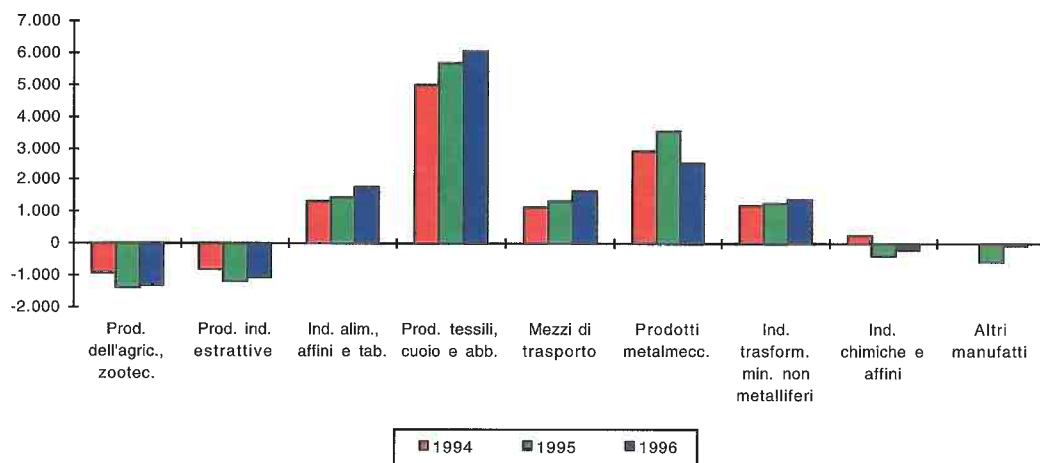 7.000
6.000
5.000
4.000
3.000
2.000
1.000
0
-1.000
-2.000
Prod. dell'agric., zootec.
Prod. ind. estrattive
Ind. alim., affini e tab.
Prod. tessili, cuoio e abb.
Mezzi di trasporto
Prodotti metalmecc.
Ind. trasform. min. non metalliferi
Ind. chimiche e affini
Altri manufatti
1994 1995 1996